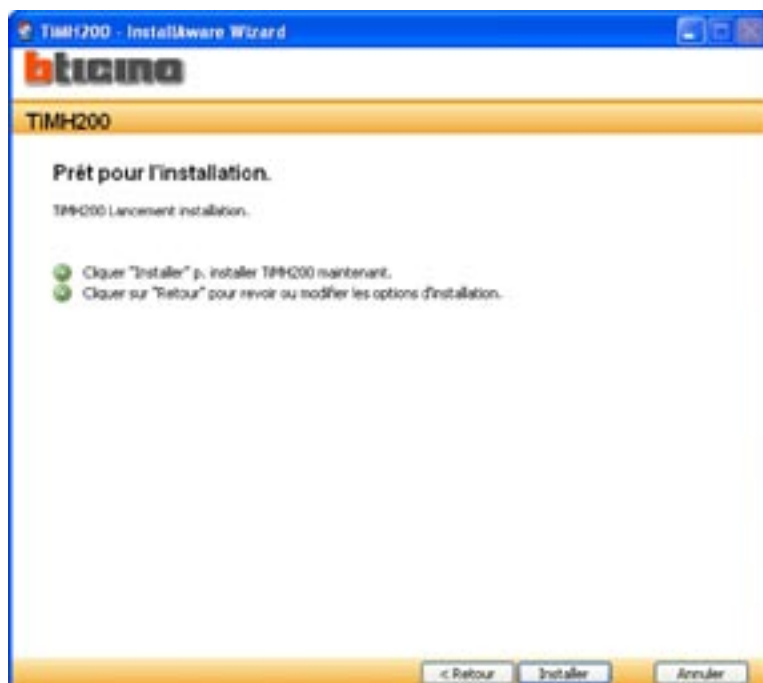 TiMH200 - InstallAware Wizard
bticino
TiMH200
Prêt pour l'installation.
TiMH200 Lancement installation.
Cliquer "Installer" p. installer TiMH200 maintenant.
Cliquer sur "Retour" pour revoir ou modifier les options d'installation.
< Retour
Installer
Annuler